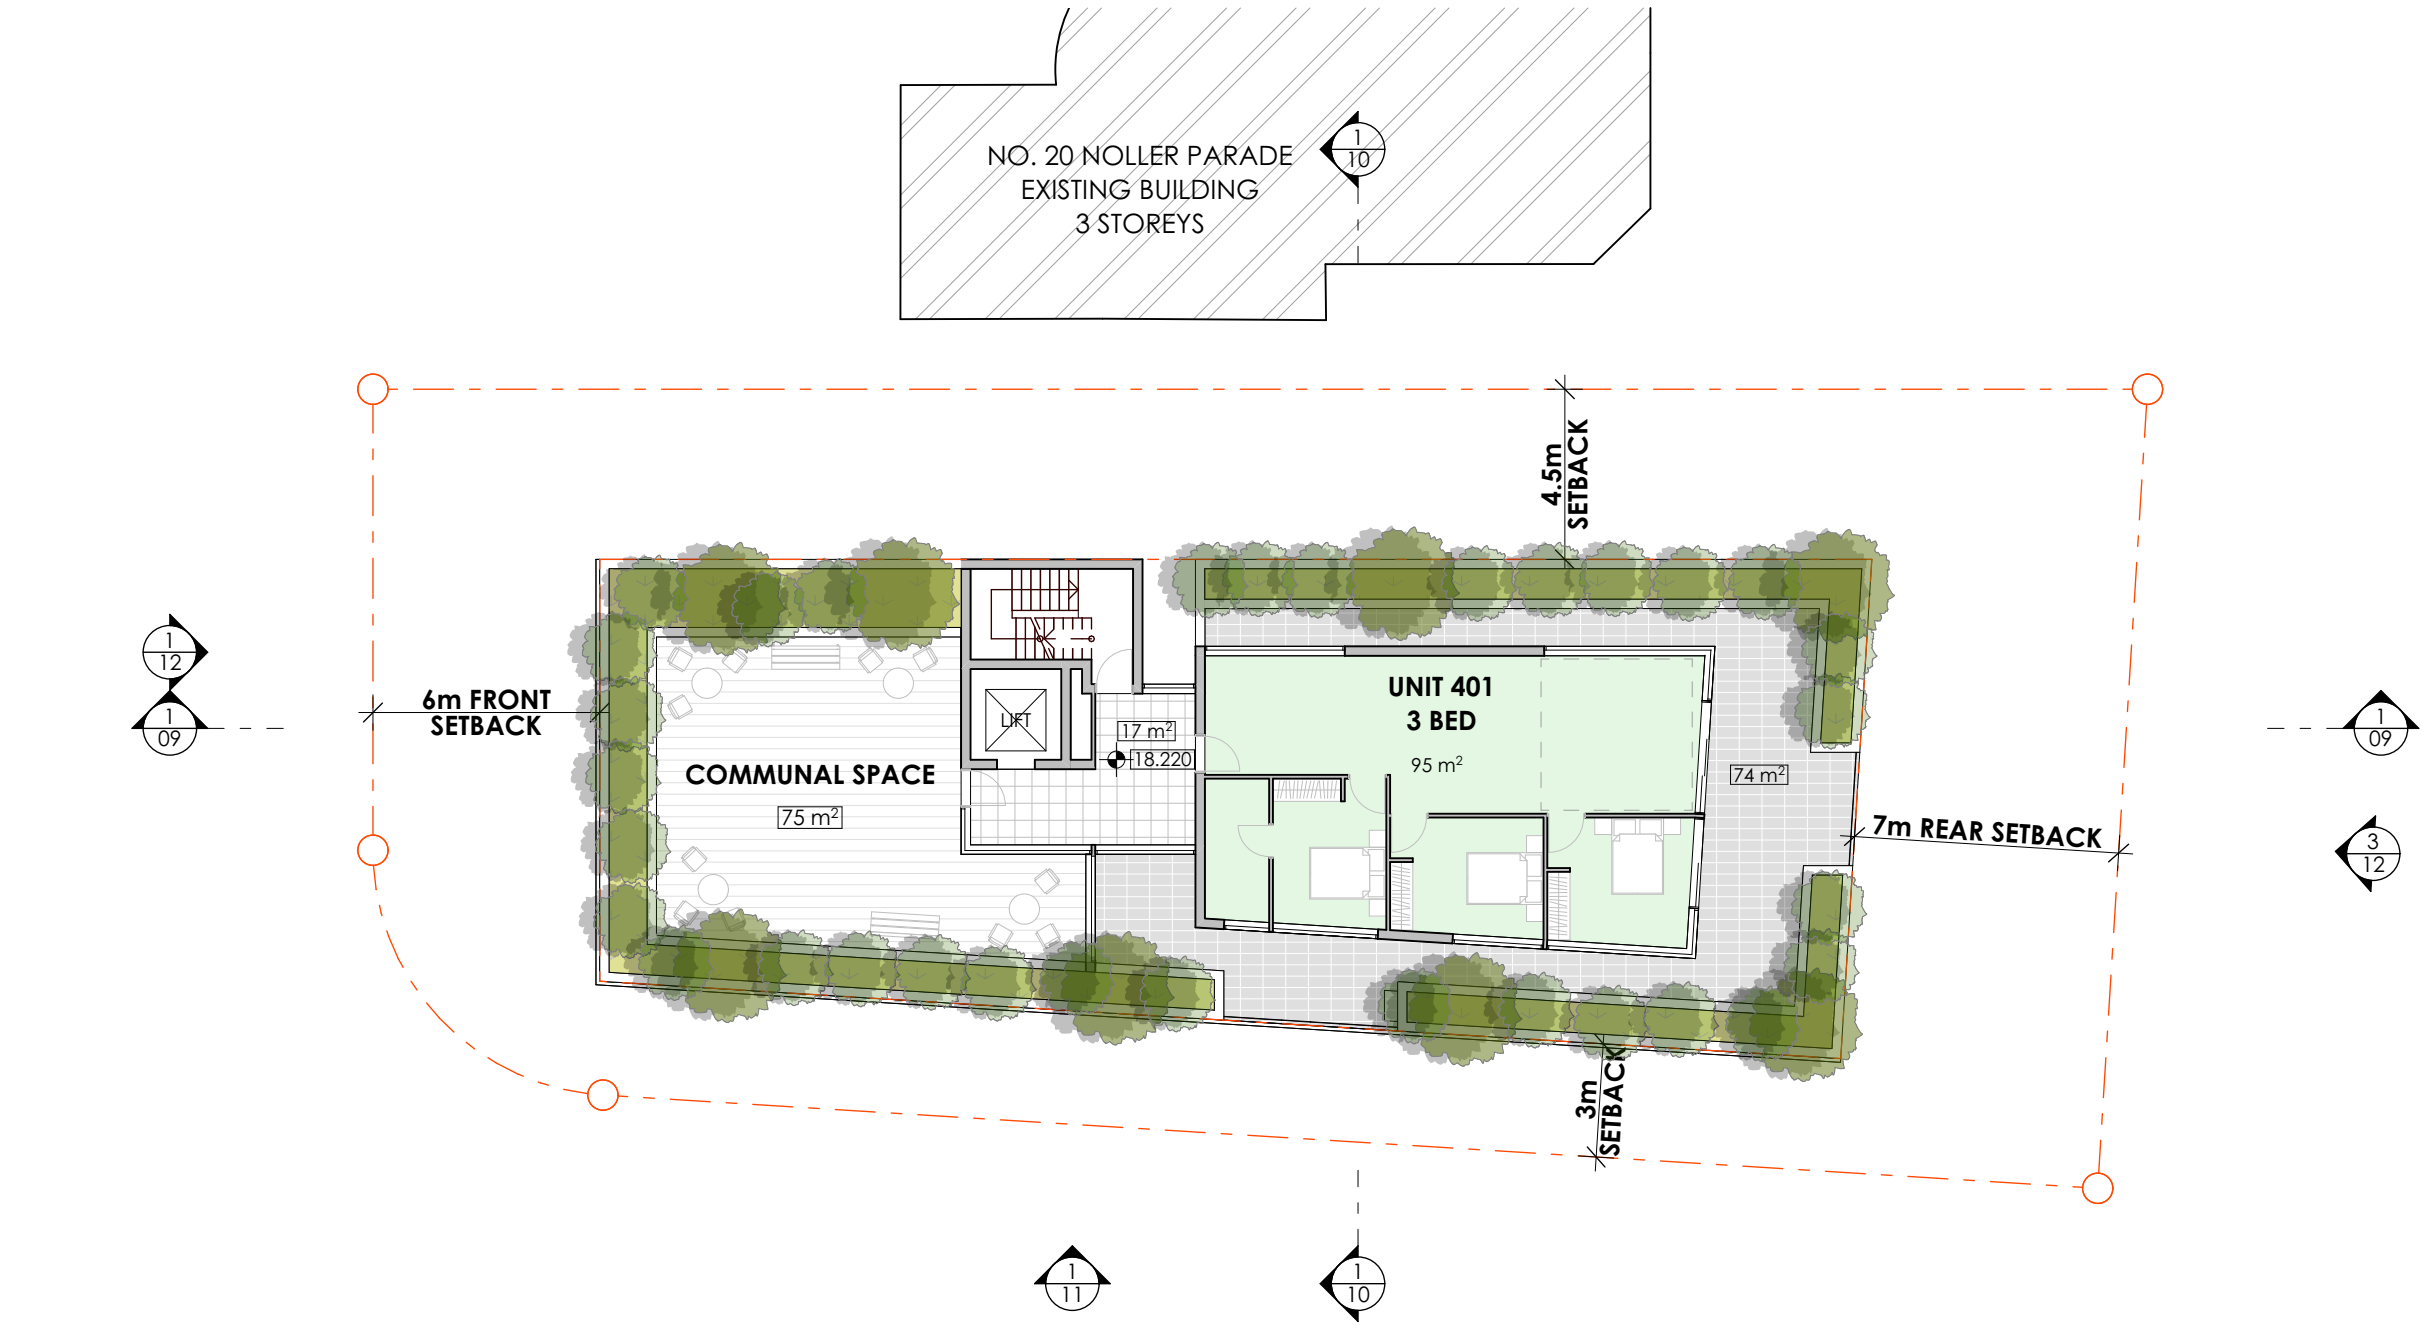 NO. 20 NOLLER PARADE
EXISTING BUILDING
3 STOREYS
1
10
4.5m
SETBACK
1
12
1
09
6m FRONT
SETBACK
LIFT
17 m²
18.220
COMMUNAL SPACE
75 m²
UNIT 401
3 BED
95 m²
74 m²
7m REAR SETBACK
1
09
3
12
3m
SETBACK
1
11
1
10